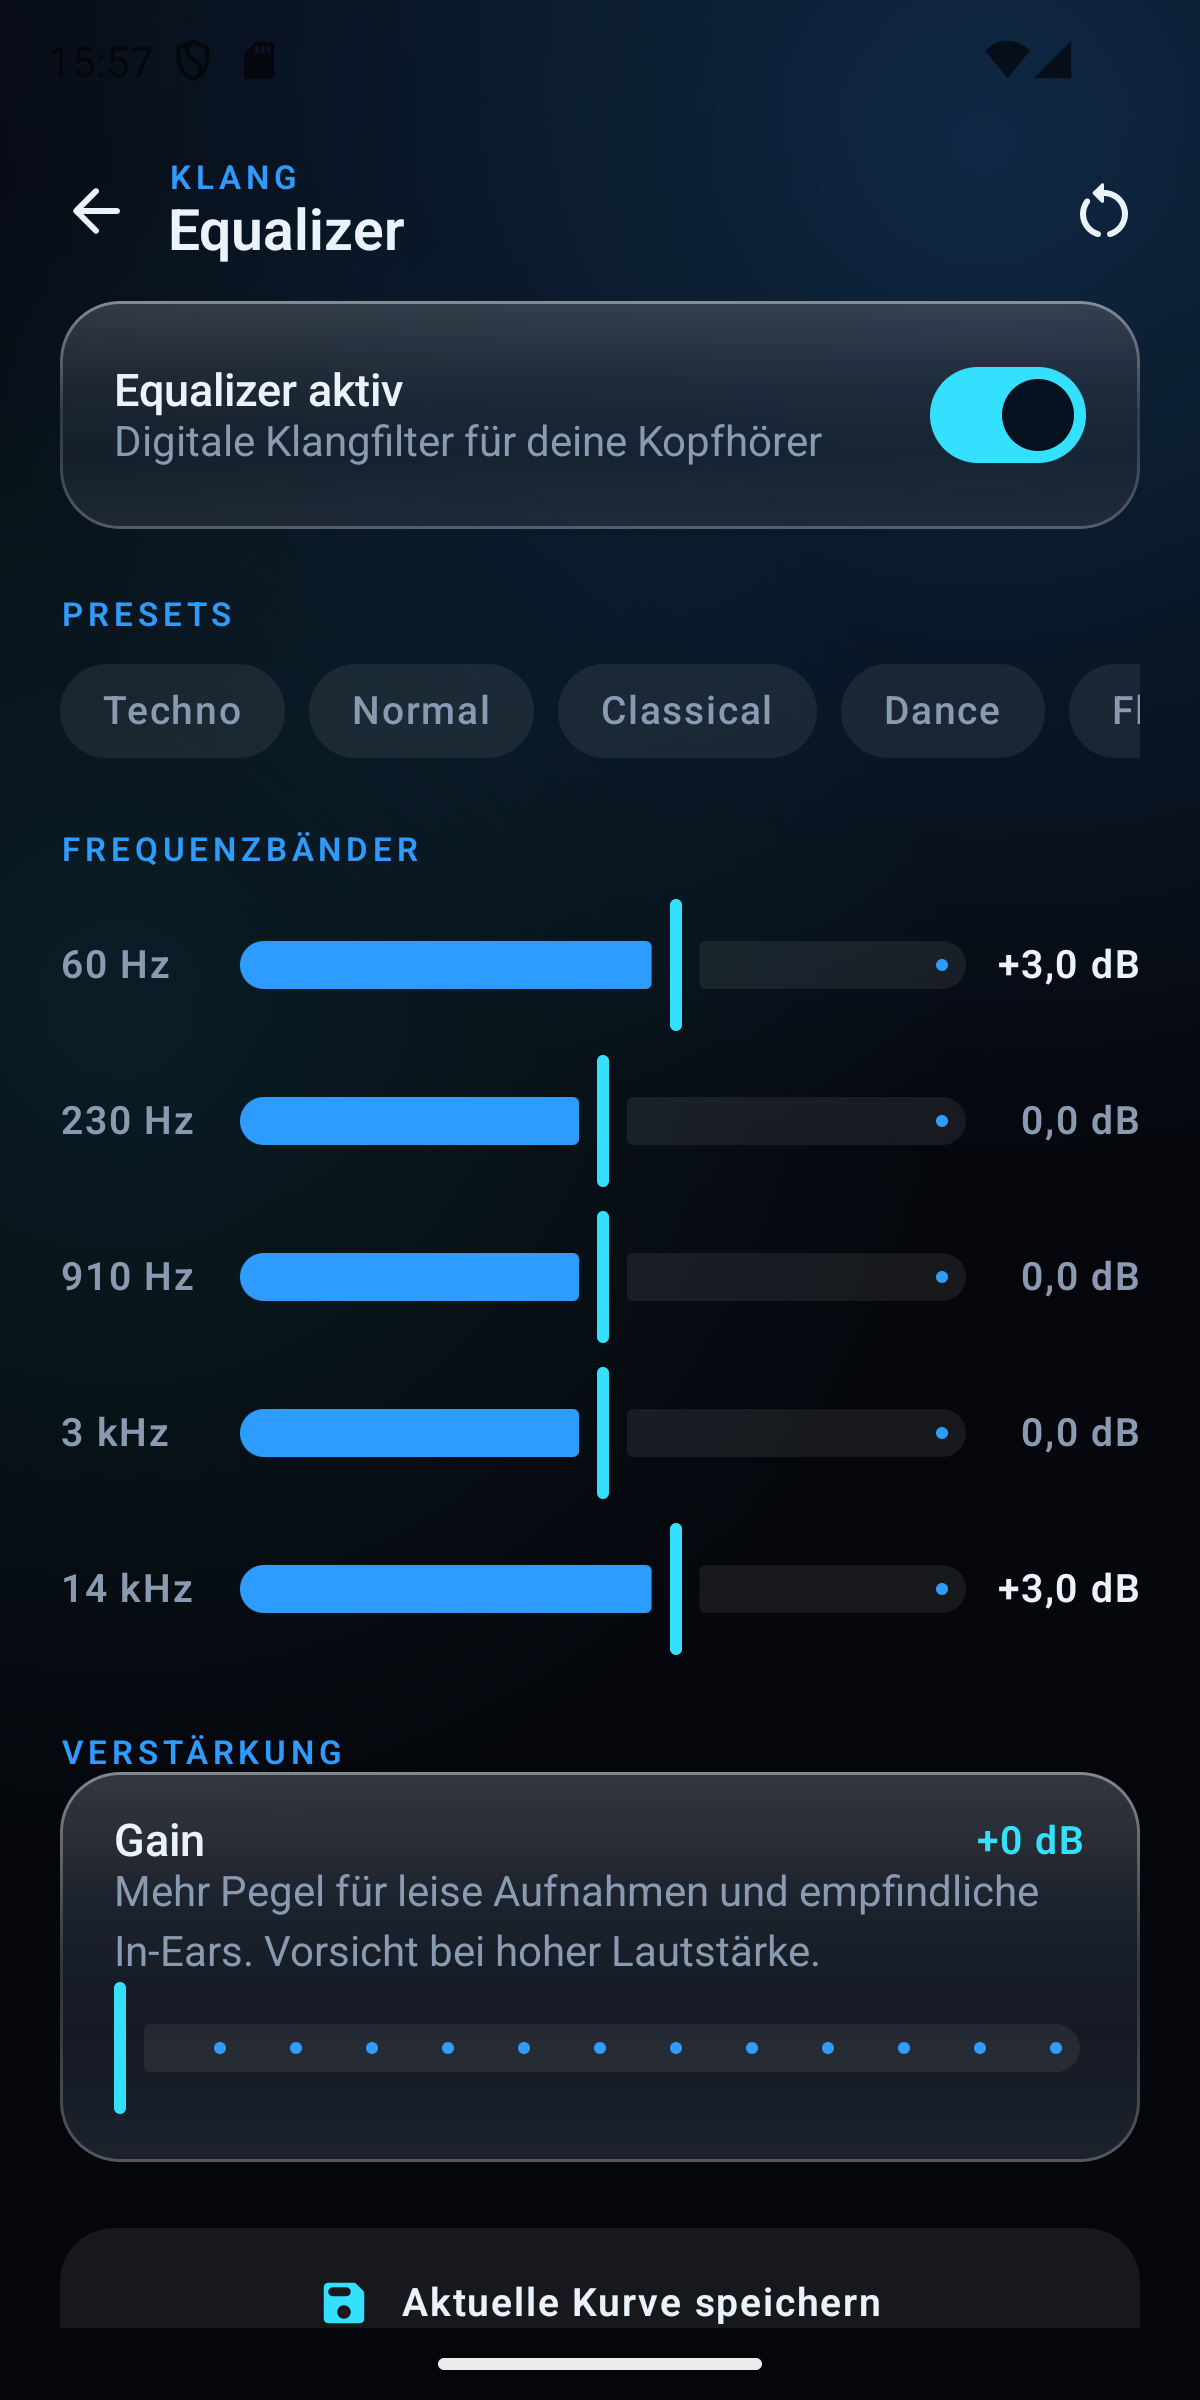 15:57
KLANG
Equalizer
Equalizer aktiv
Digitale Klangfilter für deine Kopfhörer
PRESETS
Techno Normal Classical Dance Fl
FREQUENZBÄNDER
60 Hz +3,0 dB
230 Hz 0,0 dB
910 Hz 0,0 dB
3 kHz 0,0 dB
14 kHz +3,0 dB
VERSTÄRKUNG
Gain +0 dB
Mehr Pegel für leise Aufnahmen und empfindliche
In-Ears. Vorsicht bei hoher Lautstärke.
Aktuelle Kurve speichern